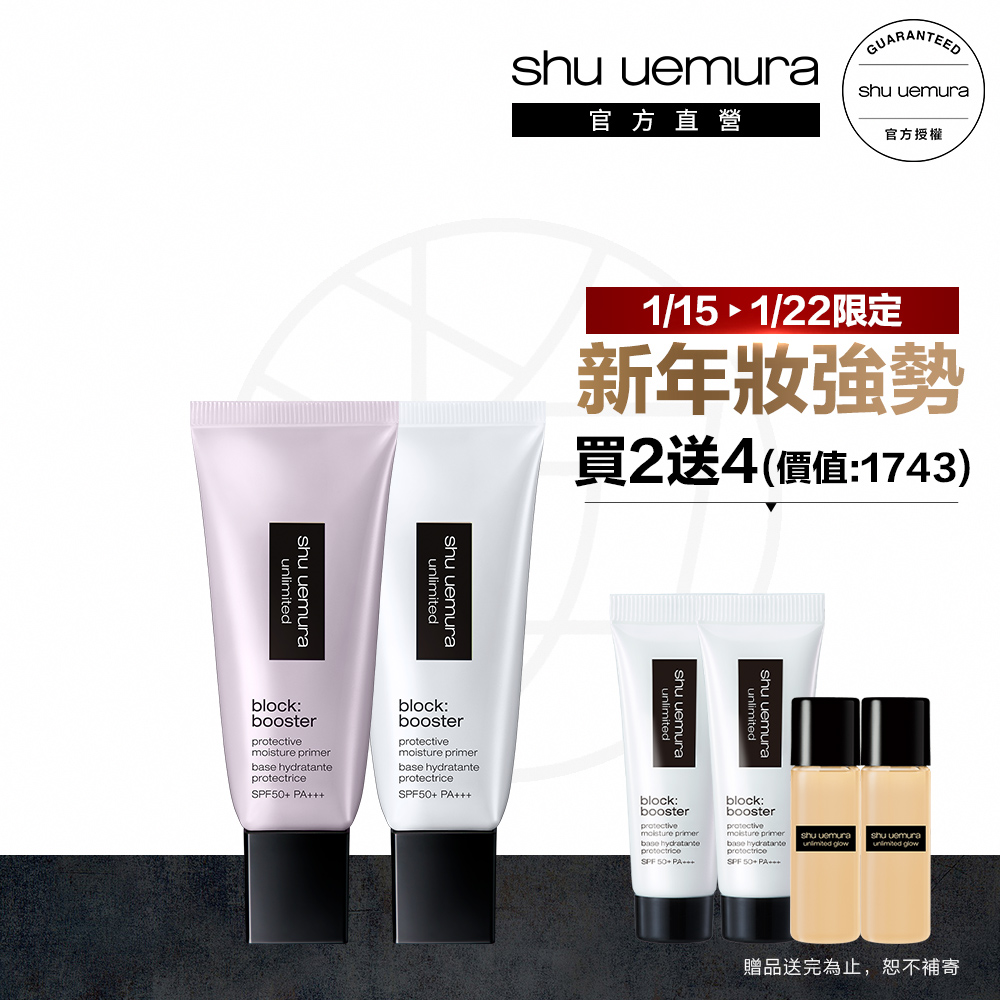 shu uemura
官方直營
GUARANTEED
shu uemura
官方授權
1/15 ▸ 1/22限定
新年妝強勢
買2送4(價值:1743)
shu uemura
unlimited
block:
booster
protective
moisture primer
base hydratante
protectrice
SPF50+ PA+++
shu uemura
unlimited
block:
booster
protective
moisture primer
base hydratante
protectrice
SPF50+ PA+++
shu uemura
unlimited
block:
booster
protective
moisture primer
base hydratante
protectrice
SPF 50+ PA+++
shu uemura
unlimited
block:
booster
protective
moisture primer
base hydratante
protectrice
SPF 50+ PA+++
shu uemura
unlimited glow
shu uemura
unlimited glow
贈品送完為止，恕不補寄